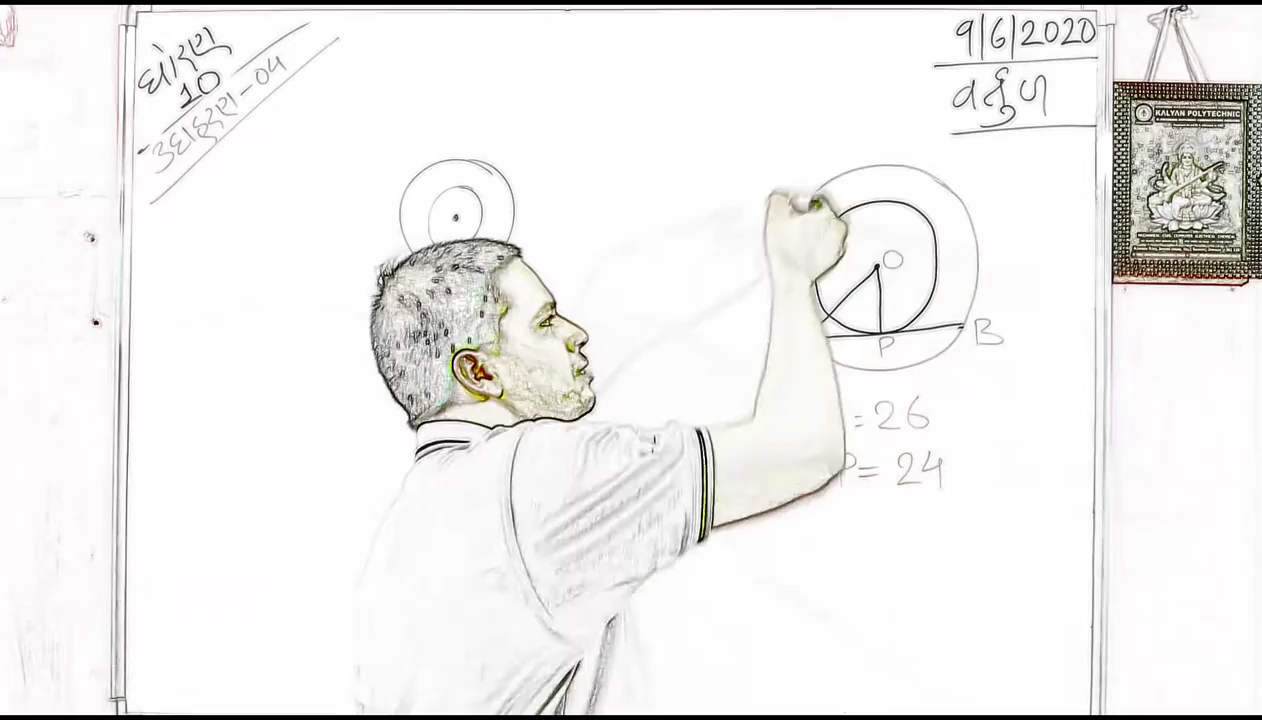 ધોરણ
10
ઉદાહરણ-04
9/6/2020
વર્તુળ
KALYAN POLYTECHNIC
O
P
B
= 26
P = 24